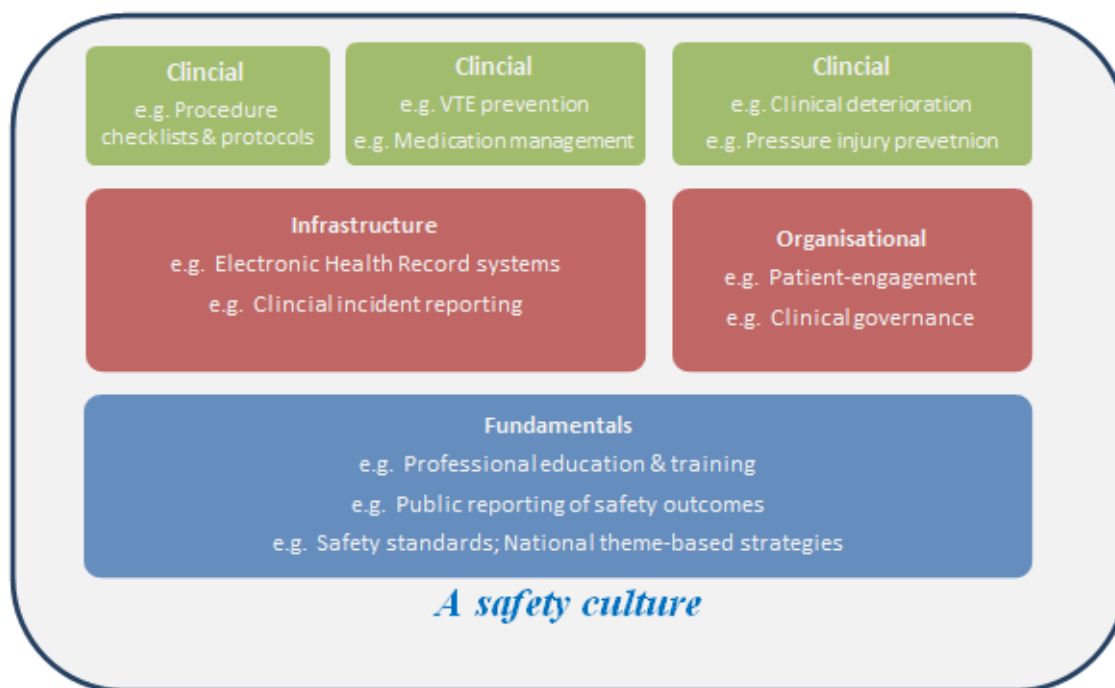 Clincial
e.g. Procedure
checklists & protocols
Clincial
e.g. VTE prevention
e.g. Medication management
Clincial
e.g. Clinical deterioration
e.g. Pressure injury prevetnion
Infrastructure
e.g. Electronic Health Record systems
e.g. Clincial incident reporting
Organisational
e.g. Patient-engagement
e.g. Clinical governance
Fundamentals
e.g. Professional education & training
e.g. Public reporting of safety outcomes
e.g. Safety standards; National theme-based strategies
A safety culture